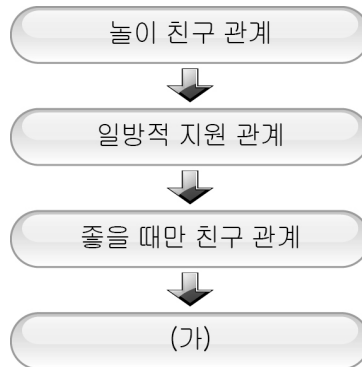 놀이 친구 관계
일방적 지원 관계
좋을 때만 친구 관계
(가)